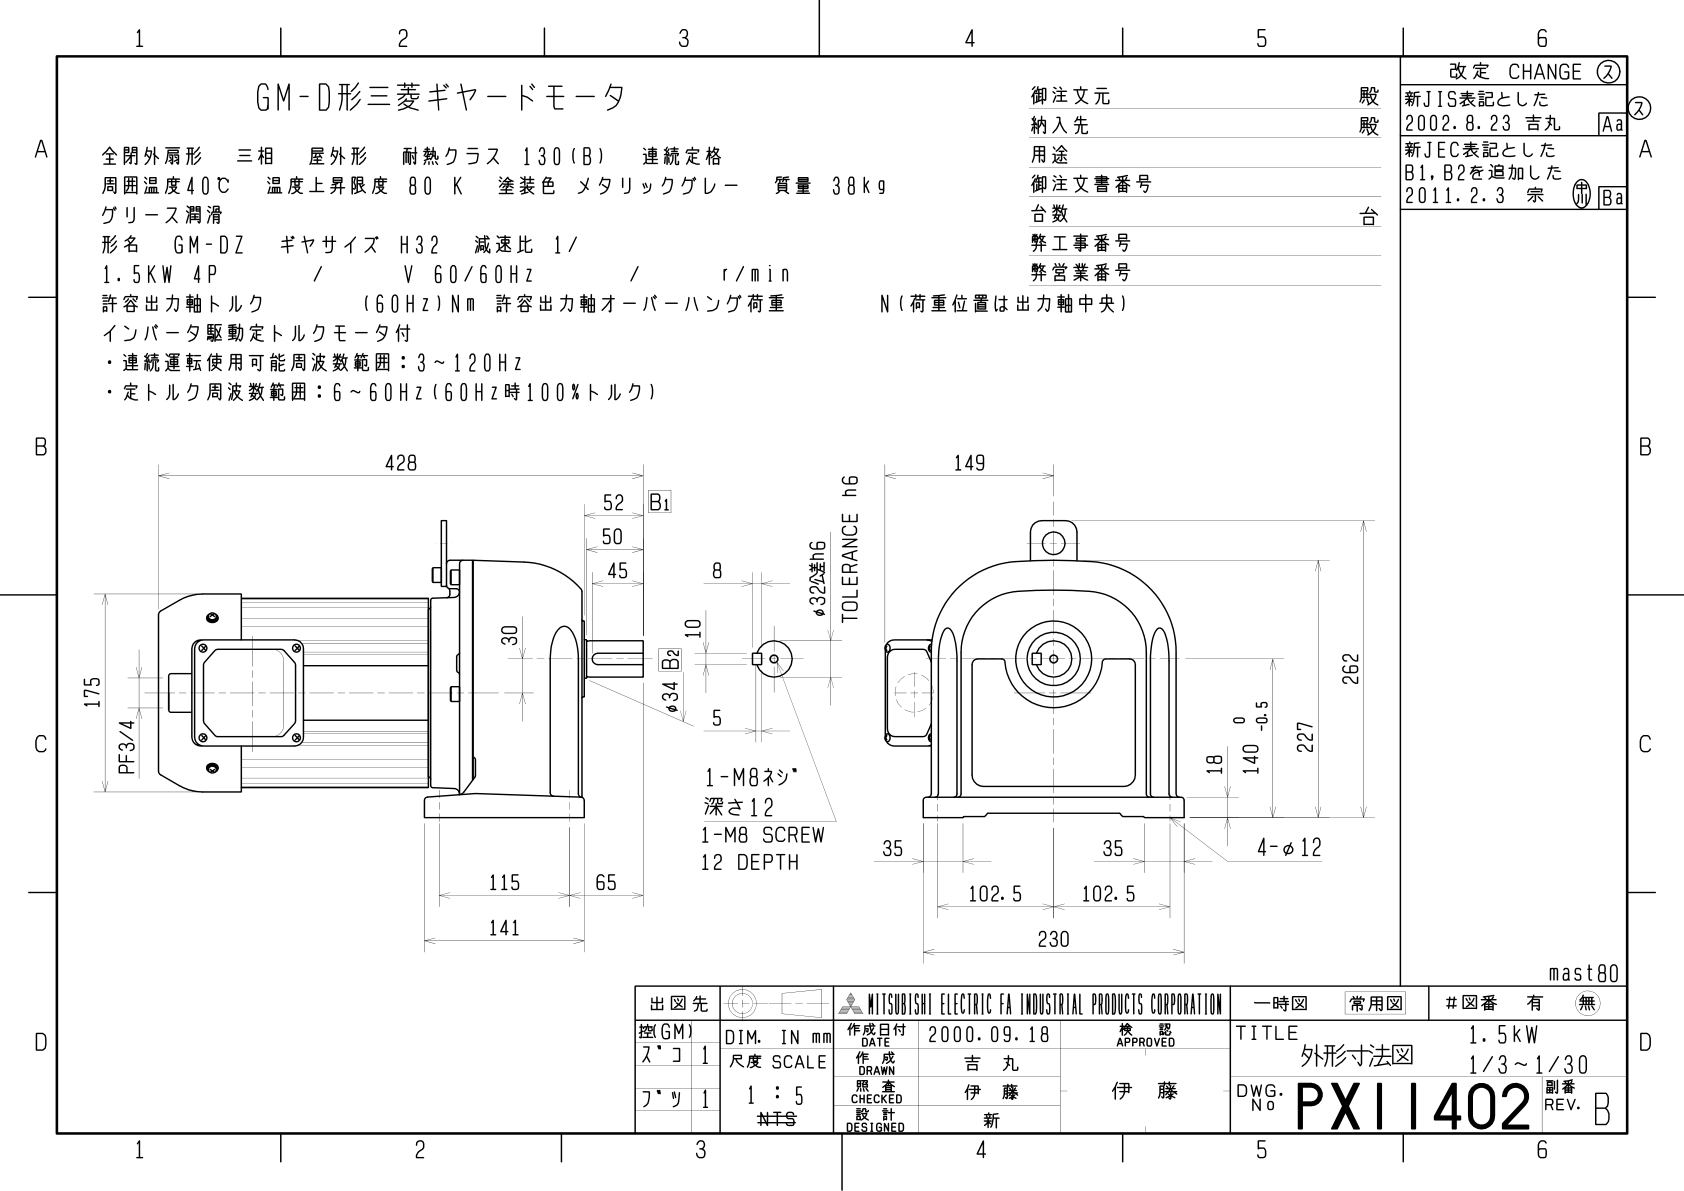 1 2 3 4 5 6
GM-D形三菱ギヤードモータ
全閉外扇形 三相 屋外形 耐熱クラス 130(B) 連続定格
周囲温度40℃ 温度上昇限度 80 K 塗装色 メタリックグレー 質量 38kg
グリース潤滑
形名 GM-DZ ギヤサイズ H32 減速比 1/
1.5KW 4P / V 60/60Hz / r/min
許容出力軸トルク (60Hz)Nm 許容出力軸オーバーハング荷重 N(荷重位置は出力軸中央)
インバータ駆動定トルクモータ付
・連続運転使用可能周波数範囲：3～120Hz
・定トルク周波数範囲：6～60Hz(60Hz時100%トルク)
御注文元 殿
納入先 殿
用途
御注文書番号
台数 台
弊工事番号
弊営業番号
改定 CHANGE ス
新JIS表記とした
2002.8.23 吉丸 Aa
ス
新JEC表記とした
B1,B2を追加した
2011.2.3 宗 中川 Ba
A
A
B
B
C
C
D
D
428
52 B1
50
45
30
175
PF3/4
115
65
141
B2
φ34
8
10
5
φ32公差h6
TOLERANCE h6
1-M8ネジ
深さ12
1-M8 SCREW
12 DEPTH
149
262
227
140 0 -0.5
18
35
35
4-φ12
102.5
102.5
230
mast80
出図先
控(GM)
ズコ 1
ブツ 1
DIM. IN mm
尺度 SCALE
1 : 5
NTS
MITSUBISHI ELECTRIC FA INDUSTRIAL PRODUCTS CORPORATION
作成日付 DATE 2000.09.18
作成 DRAWN 吉丸
照査 CHECKED 伊藤
設計 DESIGNED 新
検認 APPROVED
伊藤
一時図 常用図 #図番 有 無
TITLE 1.5kW
外形寸法図
1/3～1/30
DWG. No PX11402
副番 REV. B
1 2 3 4 5 6